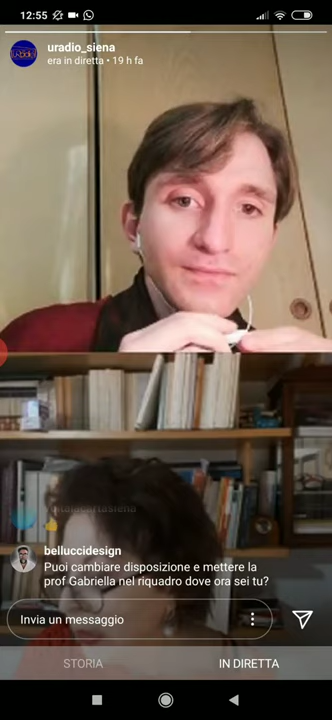 12:55
uradio_siena
era in diretta • 19 h fa
belluccidesign
Puoi cambiare disposizione e mettere la
prof Gabriella nel riquadro dove ora sei tu?
Invia un messaggio
STORIA
IN DIRETTA